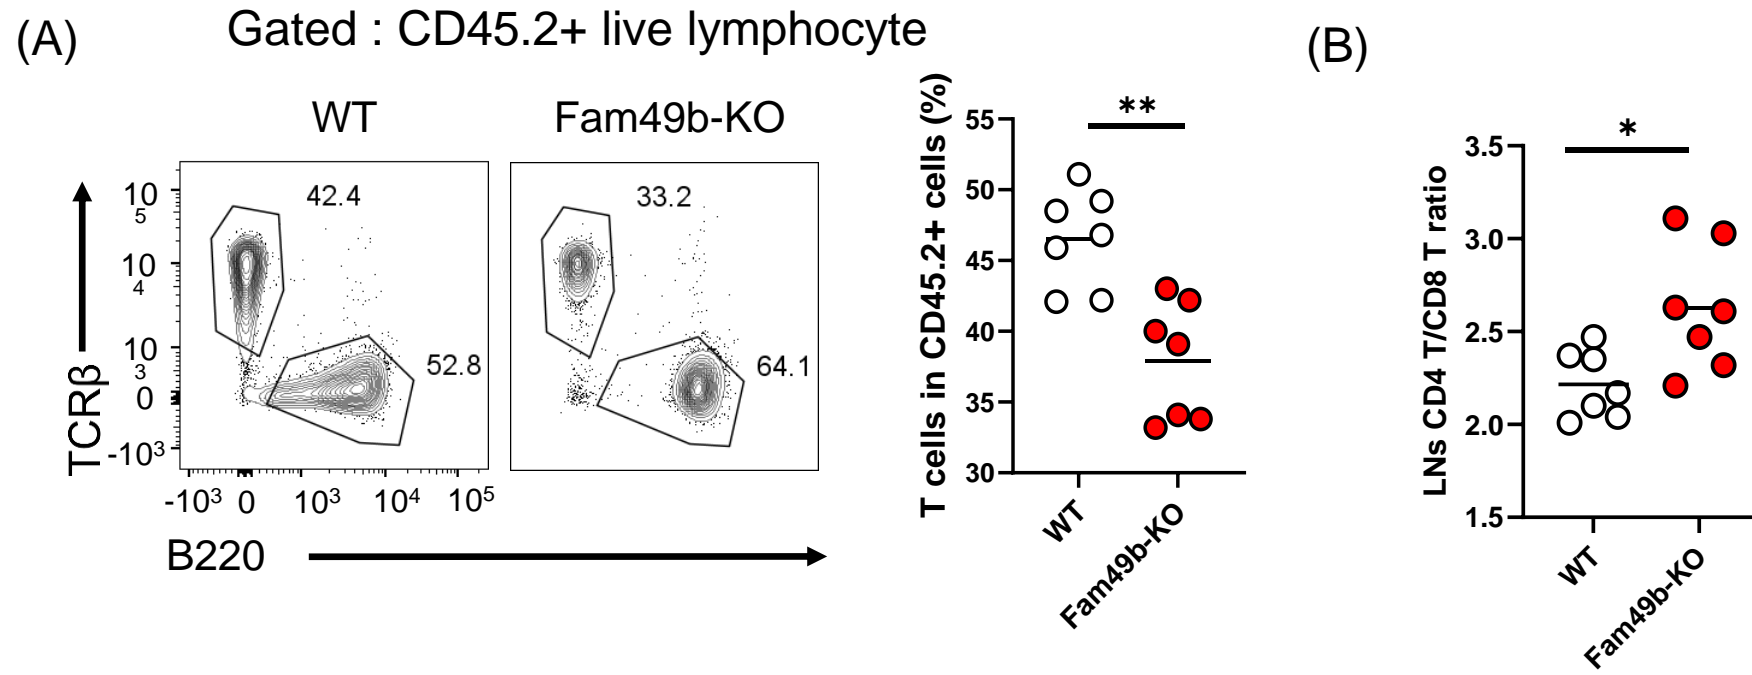 (A)
Gated : CD45.2+ live lymphocyte
WT
Fam49b-KO
TCRβ
10
5
10
4
10
3
0
-10³
42.4
52.8
33.2
64.1
-10³ 0 10³ 10⁴ 10⁵
B220
T cells in CD45.2+ cells (%)
**
55
50
45
40
35
30
WT
Fam49b-KO
(B)
LNs CD4 T/CD8 T ratio
*
3.5
3.0
2.5
2.0
1.5
WT
Fam49b-KO